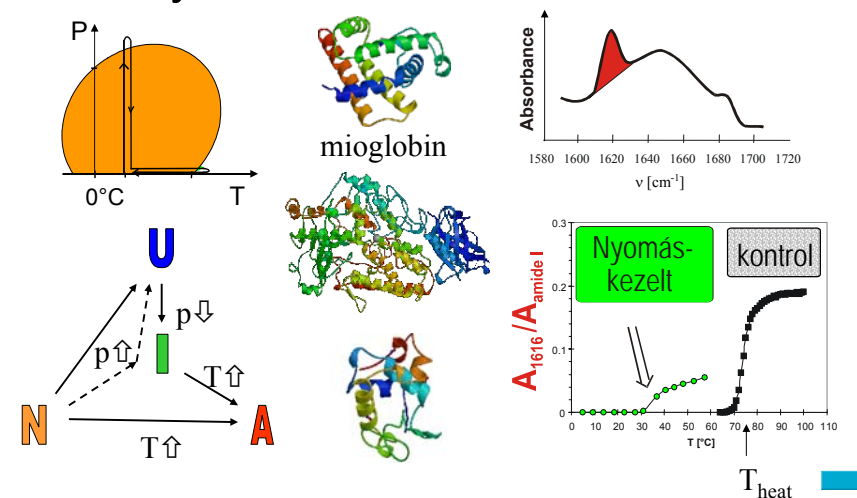 P
0°C
T
mioglobin
Absorbance
1580 1600 1620 1640 1660 1680 1700 1720
ν [cm⁻¹]
U
p⇩
I
p⇧
T⇧
N
A
T⇧
A1616/Aamide I
0.3
0.2
0.1
0
Nyomás-
kezelt
kontrol
0 10 20 30 40 50 60 70 80 90 100 110
T [°C]
Theat